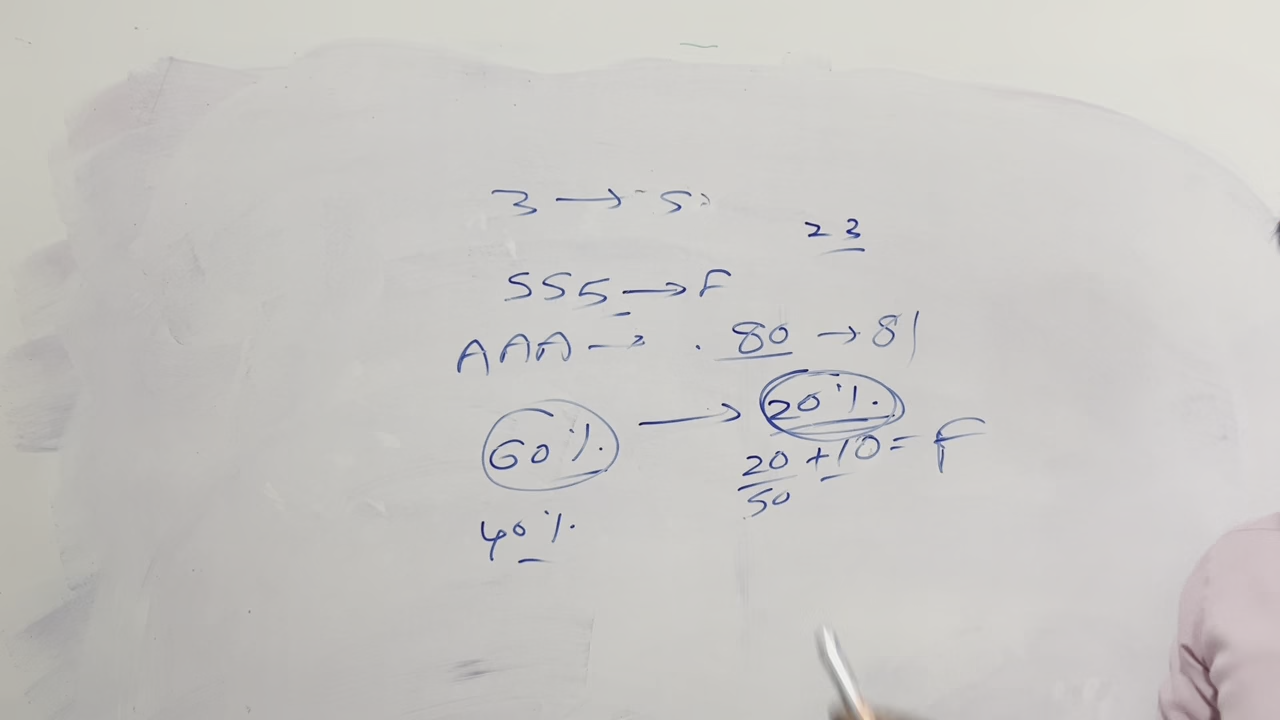 3 → 5
23
555 → F
AAA → . 80 → 81
60% → 20%
20/50 + 10 = F
40%